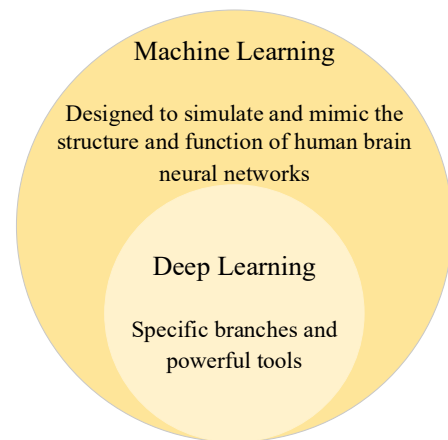 Machine Learning
Designed to simulate and mimic the
structure and function of human brain
neural networks
Deep Learning
Specific branches and
powerful tools